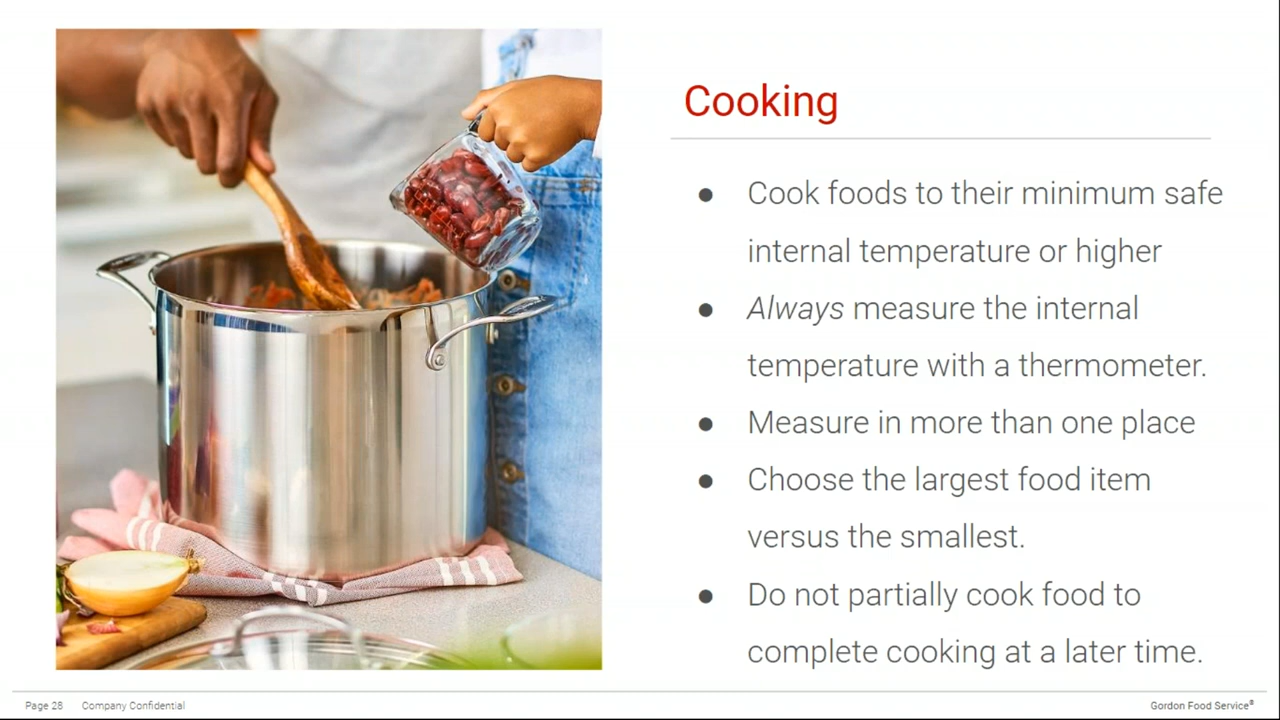 Cooking
● Cook foods to their minimum safe
internal temperature or higher
● Always measure the internal
temperature with a thermometer.
● Measure in more than one place
● Choose the largest food item
versus the smallest.
● Do not partially cook food to
complete cooking at a later time.
Page 28 Company Confidential Gordon Food Service®